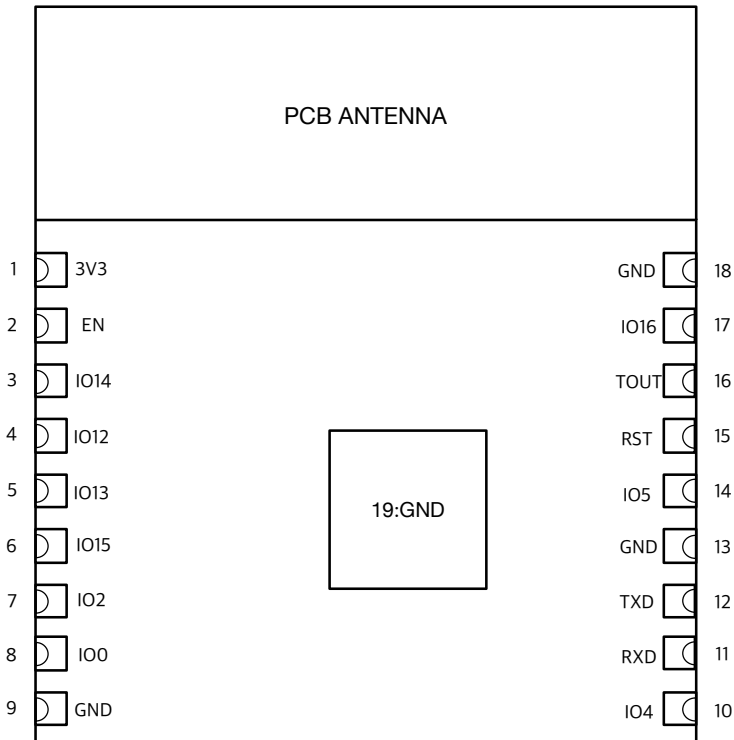 PCB ANTENNA
1 3V3 GND 18
2 EN IO16 17
3 IO14 TOUT 16
4 IO12 RST 15
5 IO13 IO5 14
19:GND
6 IO15 GND 13
7 IO2 TXD 12
8 IO0 RXD 11
9 GND IO4 10